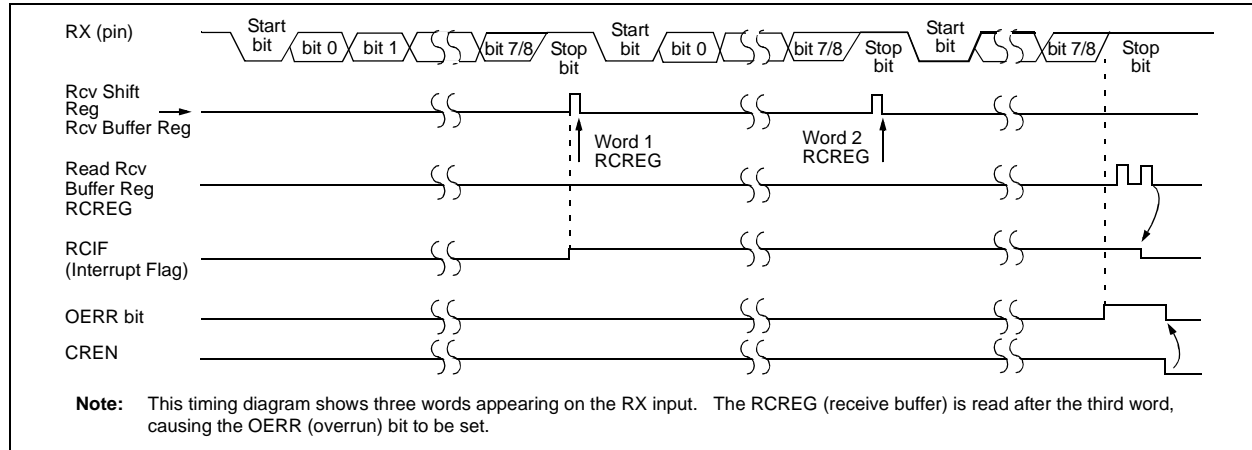 RX (pin)
Start
bit
bit 0
bit 1
bit 7/8
Stop
bit
Start
bit
bit 0
bit 7/8
Stop
bit
Start
bit
bit 7/8
Stop
bit
Rcv Shift
Reg
Rcv Buffer Reg
Word 1
RCREG
Word 2
RCREG
Read Rcv
Buffer Reg
RCREG
RCIF
(Interrupt Flag)
OERR bit
CREN
Note: This timing diagram shows three words appearing on the RX input. The RCREG (receive buffer) is read after the third word,
causing the OERR (overrun) bit to be set.